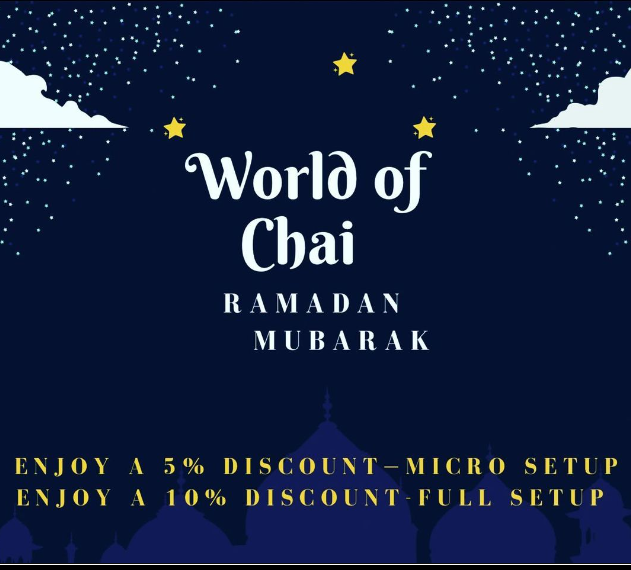 World of
Chai
RAMADAN
MUBARAK
ENJOY A 5% DISCOUNT–MICRO SETUP
ENJOY A 10% DISCOUNT-FULL SETUP